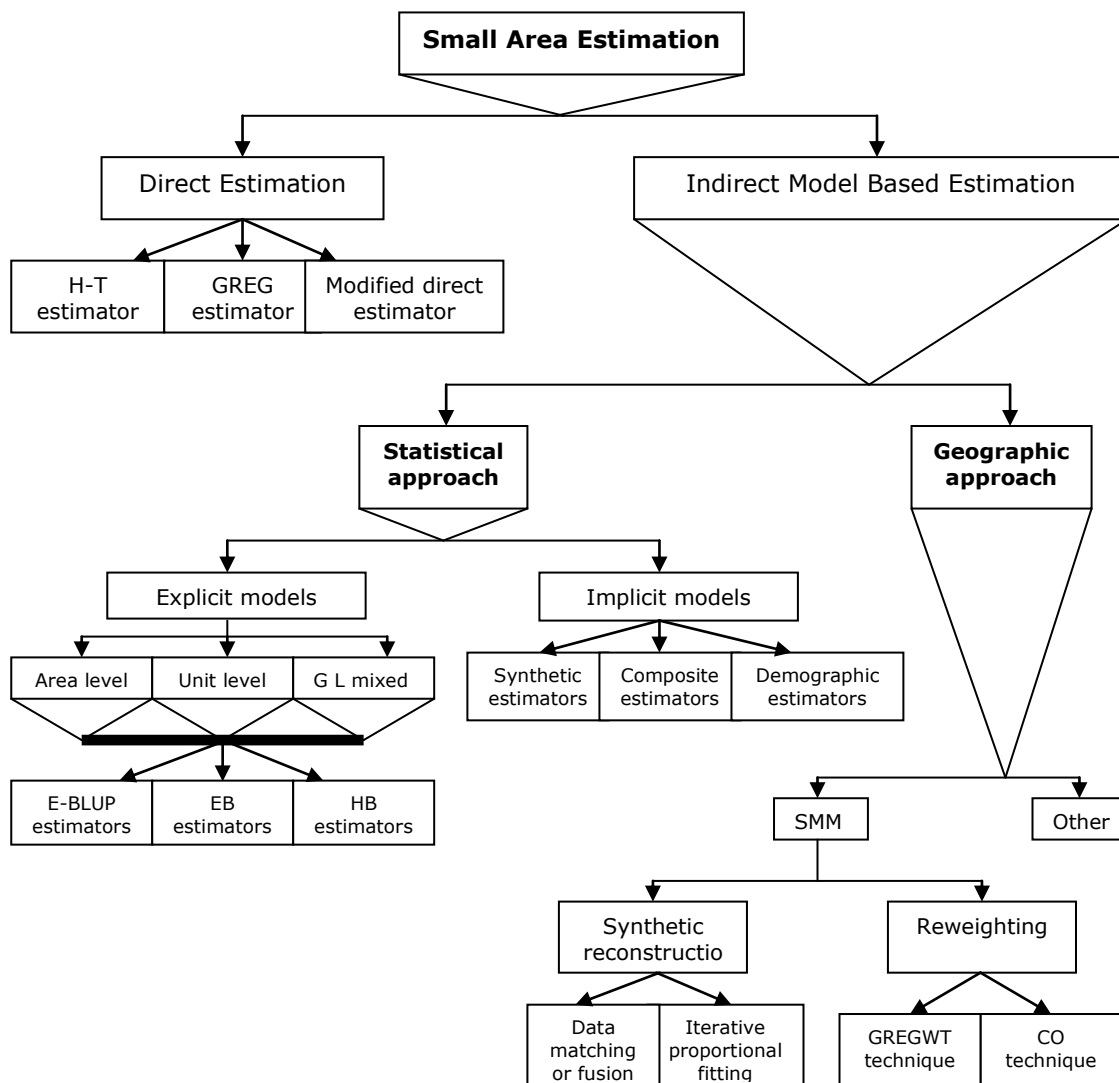 Small Area Estimation
Direct Estimation
Indirect Model Based Estimation
H-T
estimator
GREG
estimator
Modified direct
estimator
Statistical
approach
Geographic
approach
Explicit models
Implicit models
Area level
Unit level
G L mixed
Synthetic
estimators
Composite
estimators
Demographic
estimators
E-BLUP
estimators
EB
estimators
HB
estimators
SMM
Other
Synthetic
reconstructio
Reweighting
Data
matching
or fusion
Iterative
proportional
fitting
GREGWT
technique
CO
technique